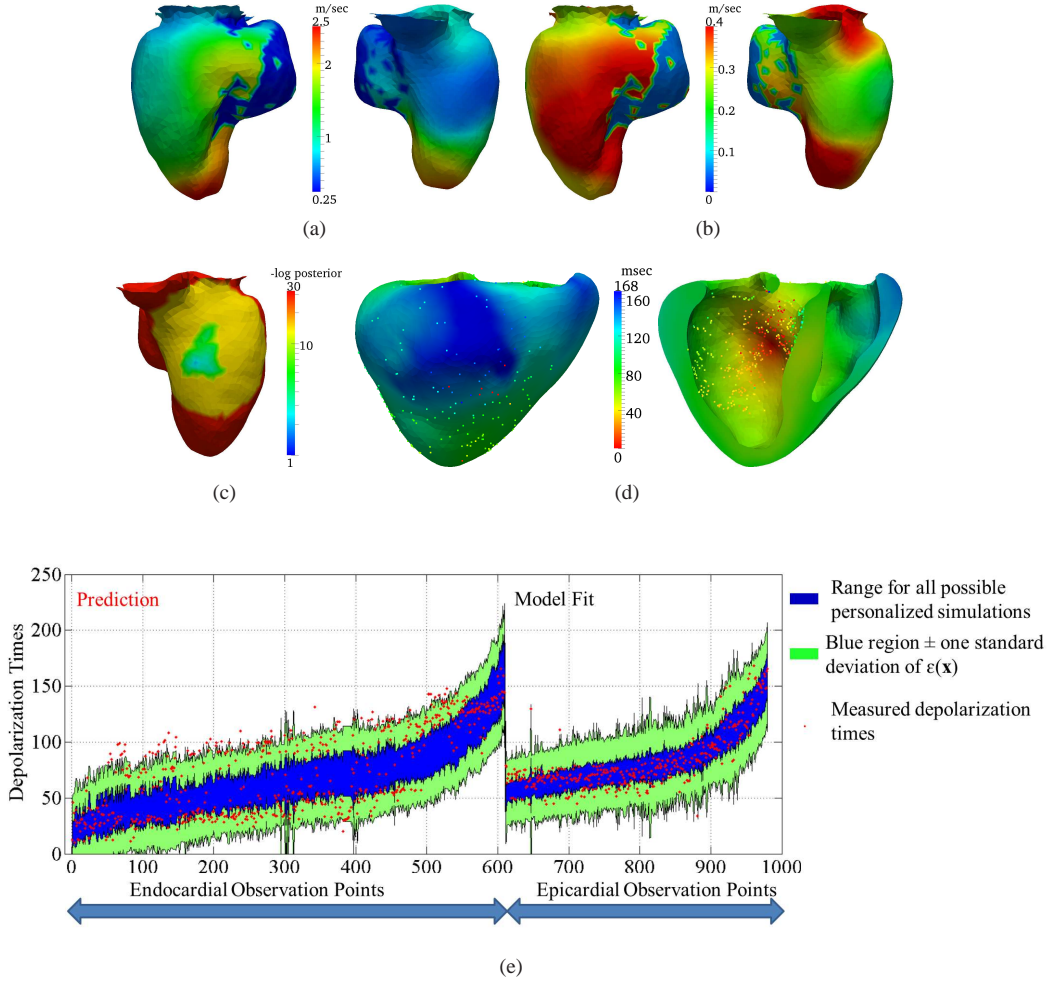 m/sec
2.5
2
1
0.25
m/sec
0.4
0.3
0.2
0.1
0
(a)
(b)
-log posterior
30
10
1
msec
168
160
120
80
40
0
(c)
(d)
250
200
150
100
50
0
Depolarization Times
Prediction
Model Fit
0
100
200
300
400
500
600
700
800
900
1000
Endocardial Observation Points
Epicardial Observation Points
Range for all possible
personalized simulations
Blue region ± one standard
deviation of ε(x)
Measured depolarization
times
(e)